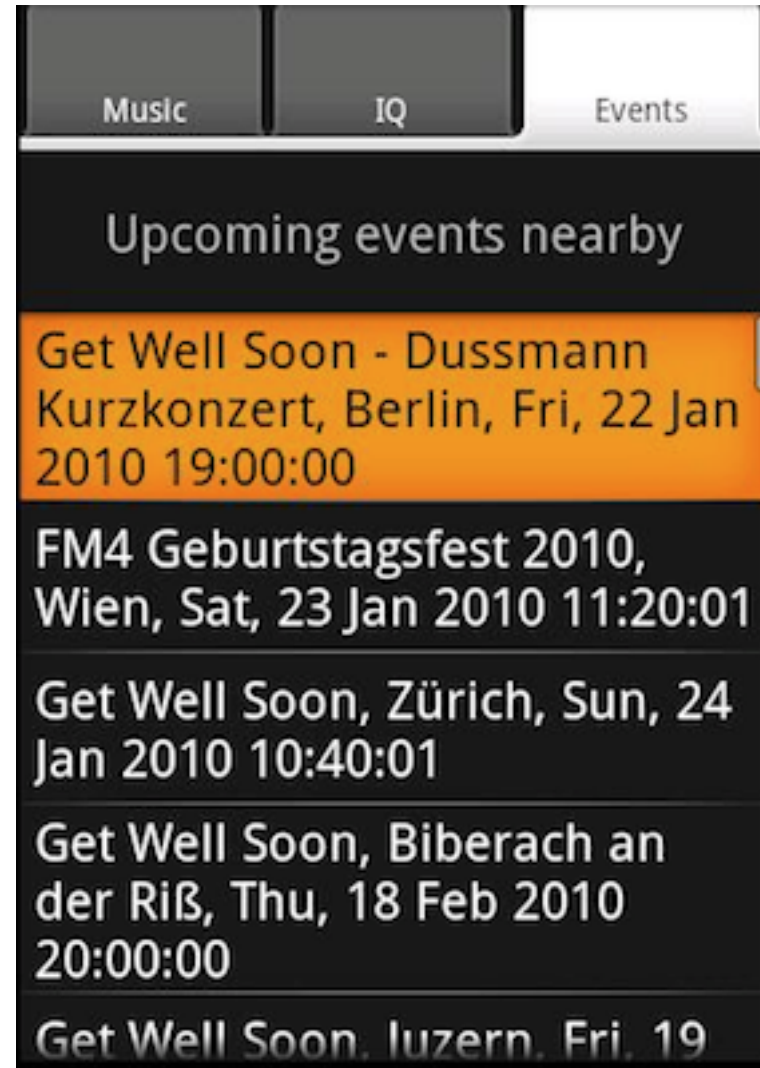 Music IQ Events
Upcoming events nearby
Get Well Soon - Dussmann
Kurzkonzert, Berlin, Fri, 22 Jan
2010 19:00:00
FM4 Geburtstagsfest 2010,
Wien, Sat, 23 Jan 2010 11:20:01
Get Well Soon, Zürich, Sun, 24
Jan 2010 10:40:01
Get Well Soon, Biberach an
der Riß, Thu, 18 Feb 2010
20:00:00
Get Well Soon, luzern, Fri, 19